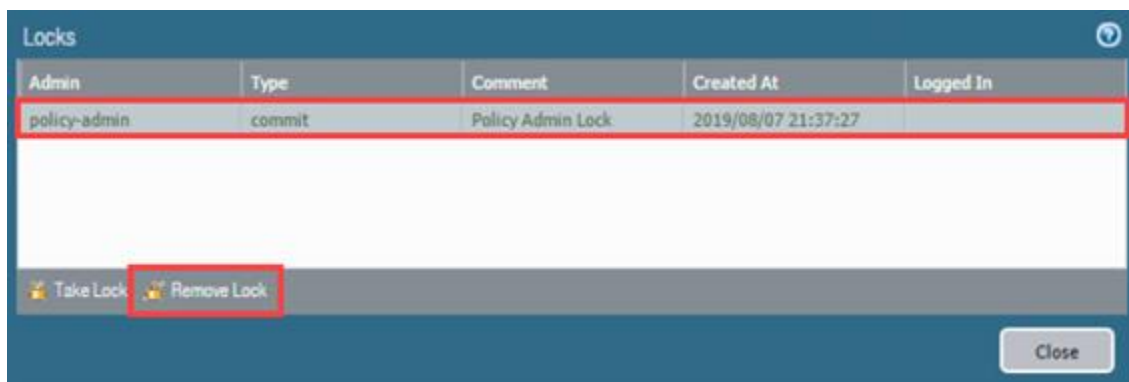 Locks
Admin Type Comment Created At Logged In
policy-admin commit Policy Admin Lock 2019/08/07 21:37:27
Take Lock Remove Lock
Close